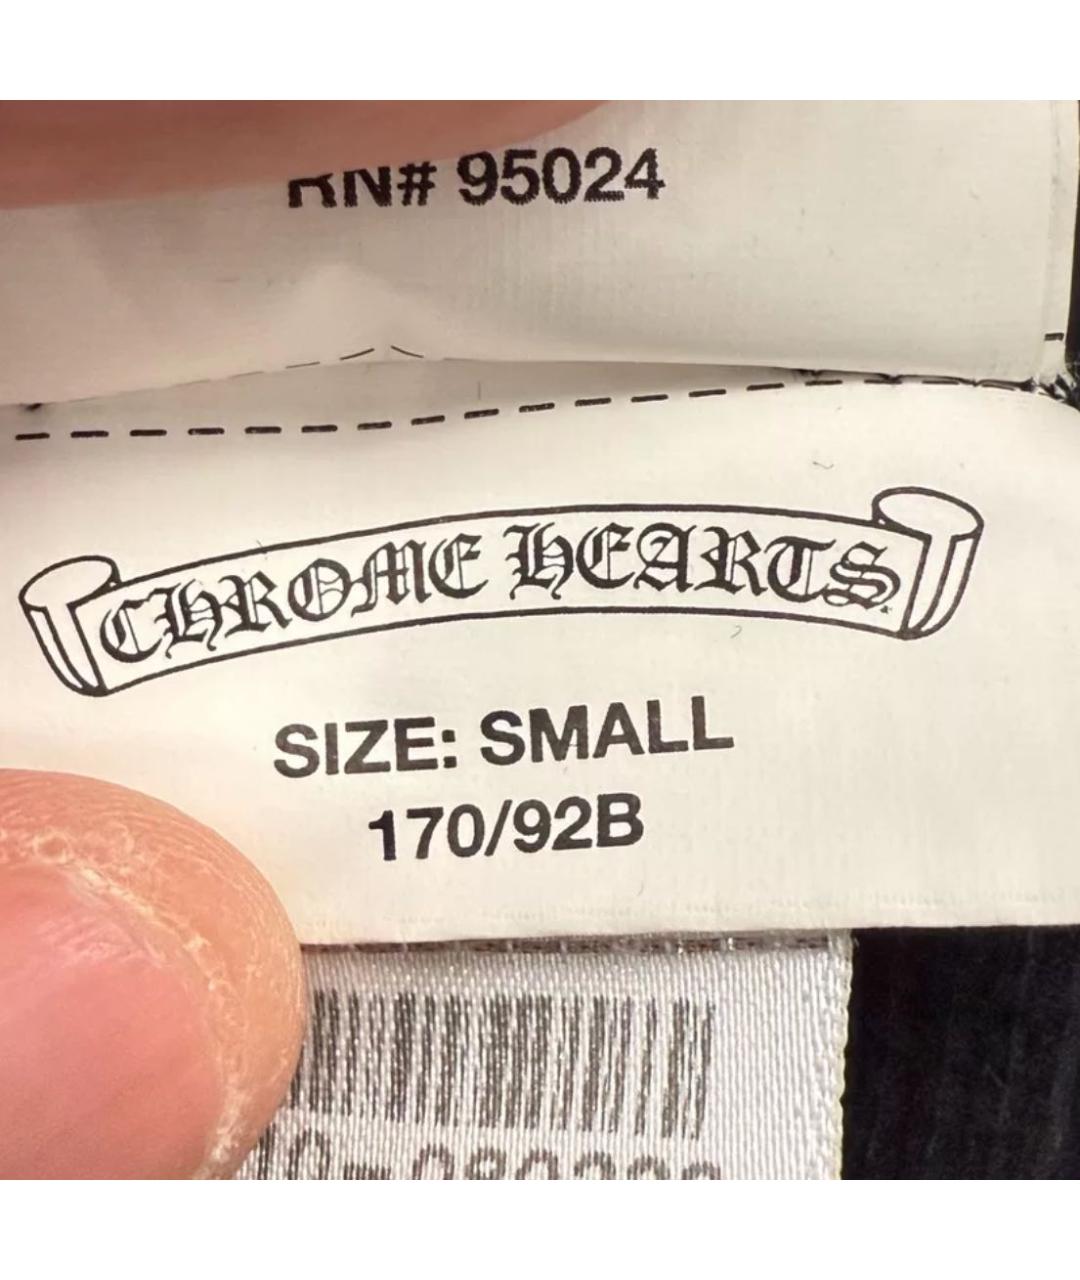 RN# 95024
CHROME HEARTS
SIZE: SMALL
170/92B